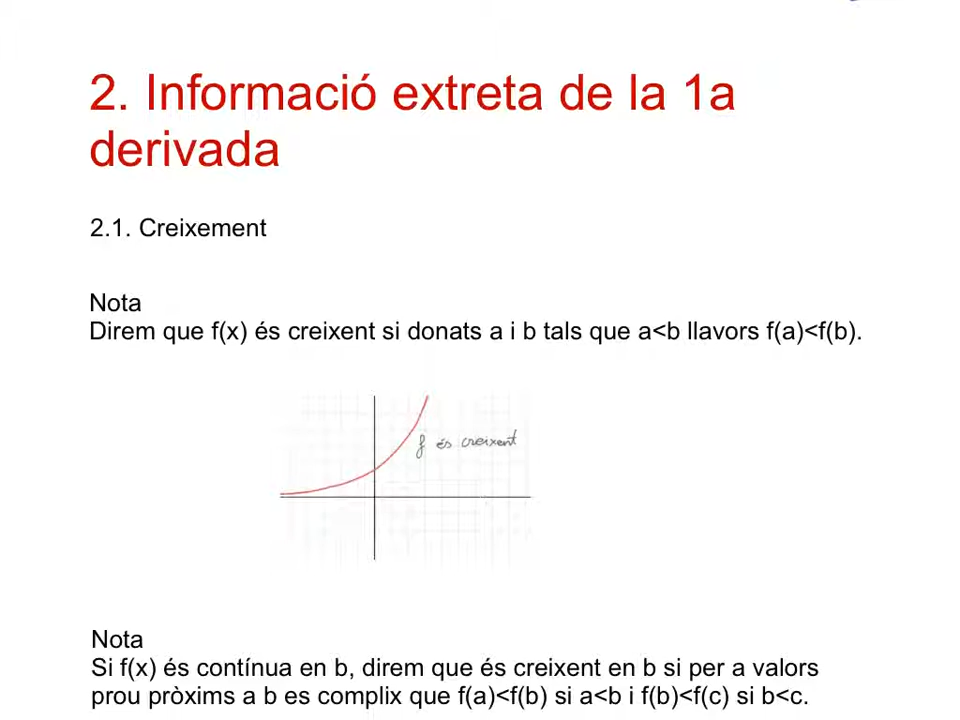 2. Informació extreta de la 1a
derivada
2.1. Creixement
Nota
Direm que f(x) és creixent si donats a i b tals que a<b llavors f(a)<f(b).
f és creixent
Nota
Si f(x) és contínua en b, direm que és creixent en b si per a valors
prou pròxims a b es complix que f(a)<f(b) si a<b i f(b)<f(c) si b<c.